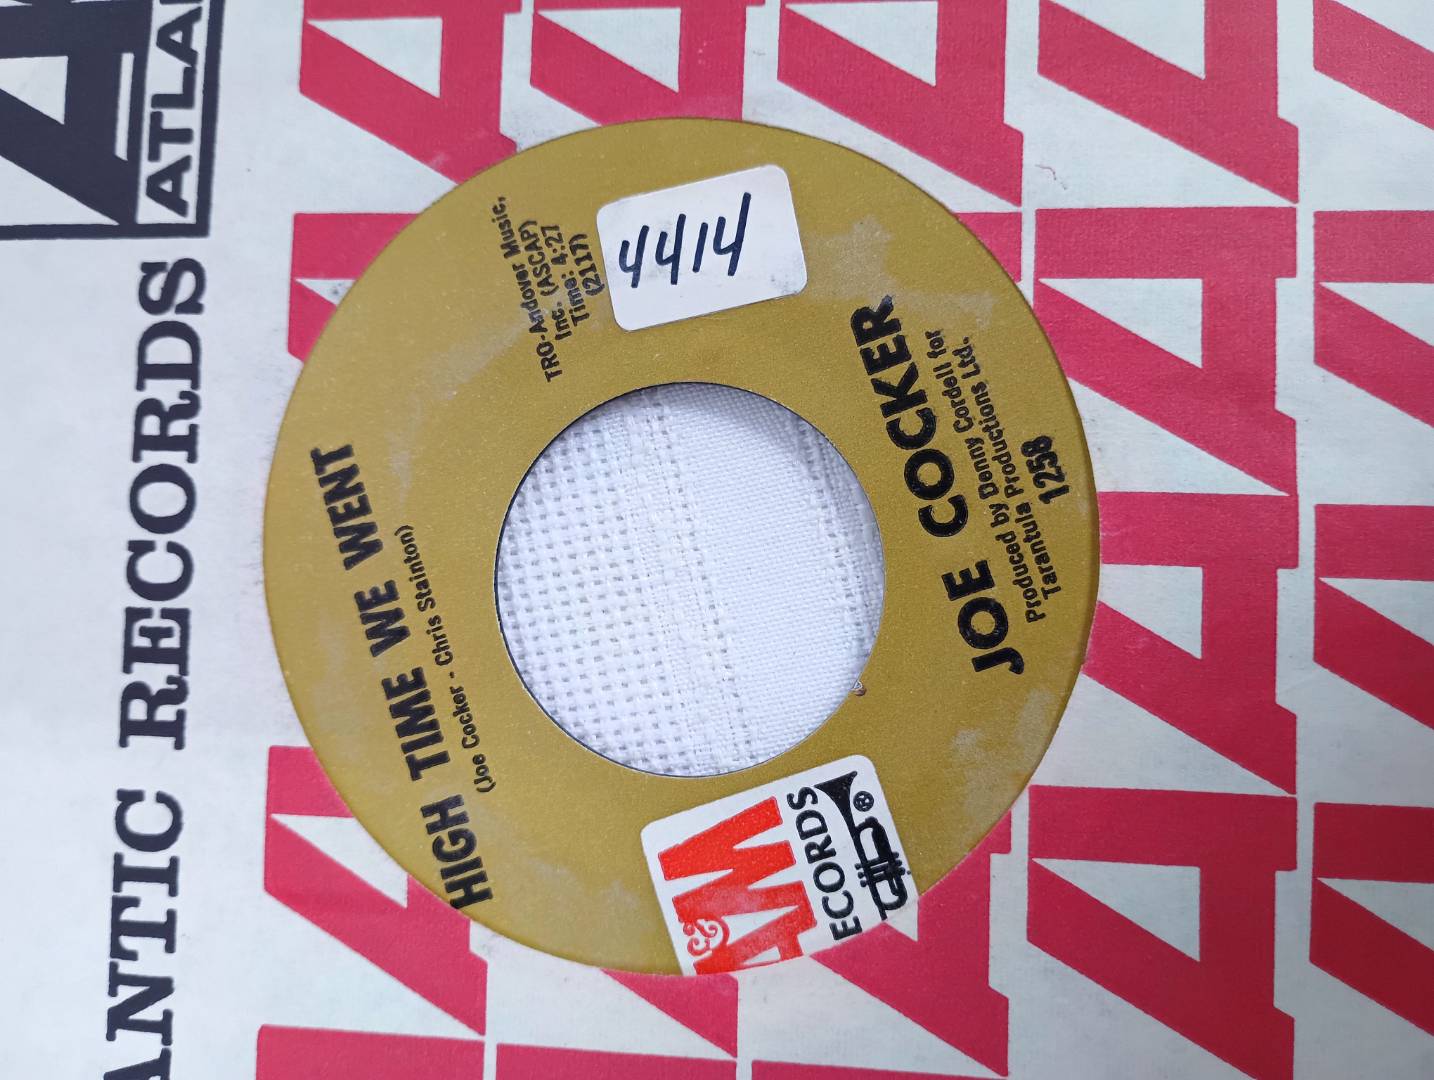 ATLA
ANTIC RECORDS
HIGH TIME WE WENT
(Joe Cocker - Chris Stainton)
TRO-Andover Music,
Inc. (ASCAP)
Time: 4:27
(2117)
4414
A&M
RECORDS
®
JOE COCKER
Produced by Denny Cordell for
Tarantula Productions Ltd.
1258